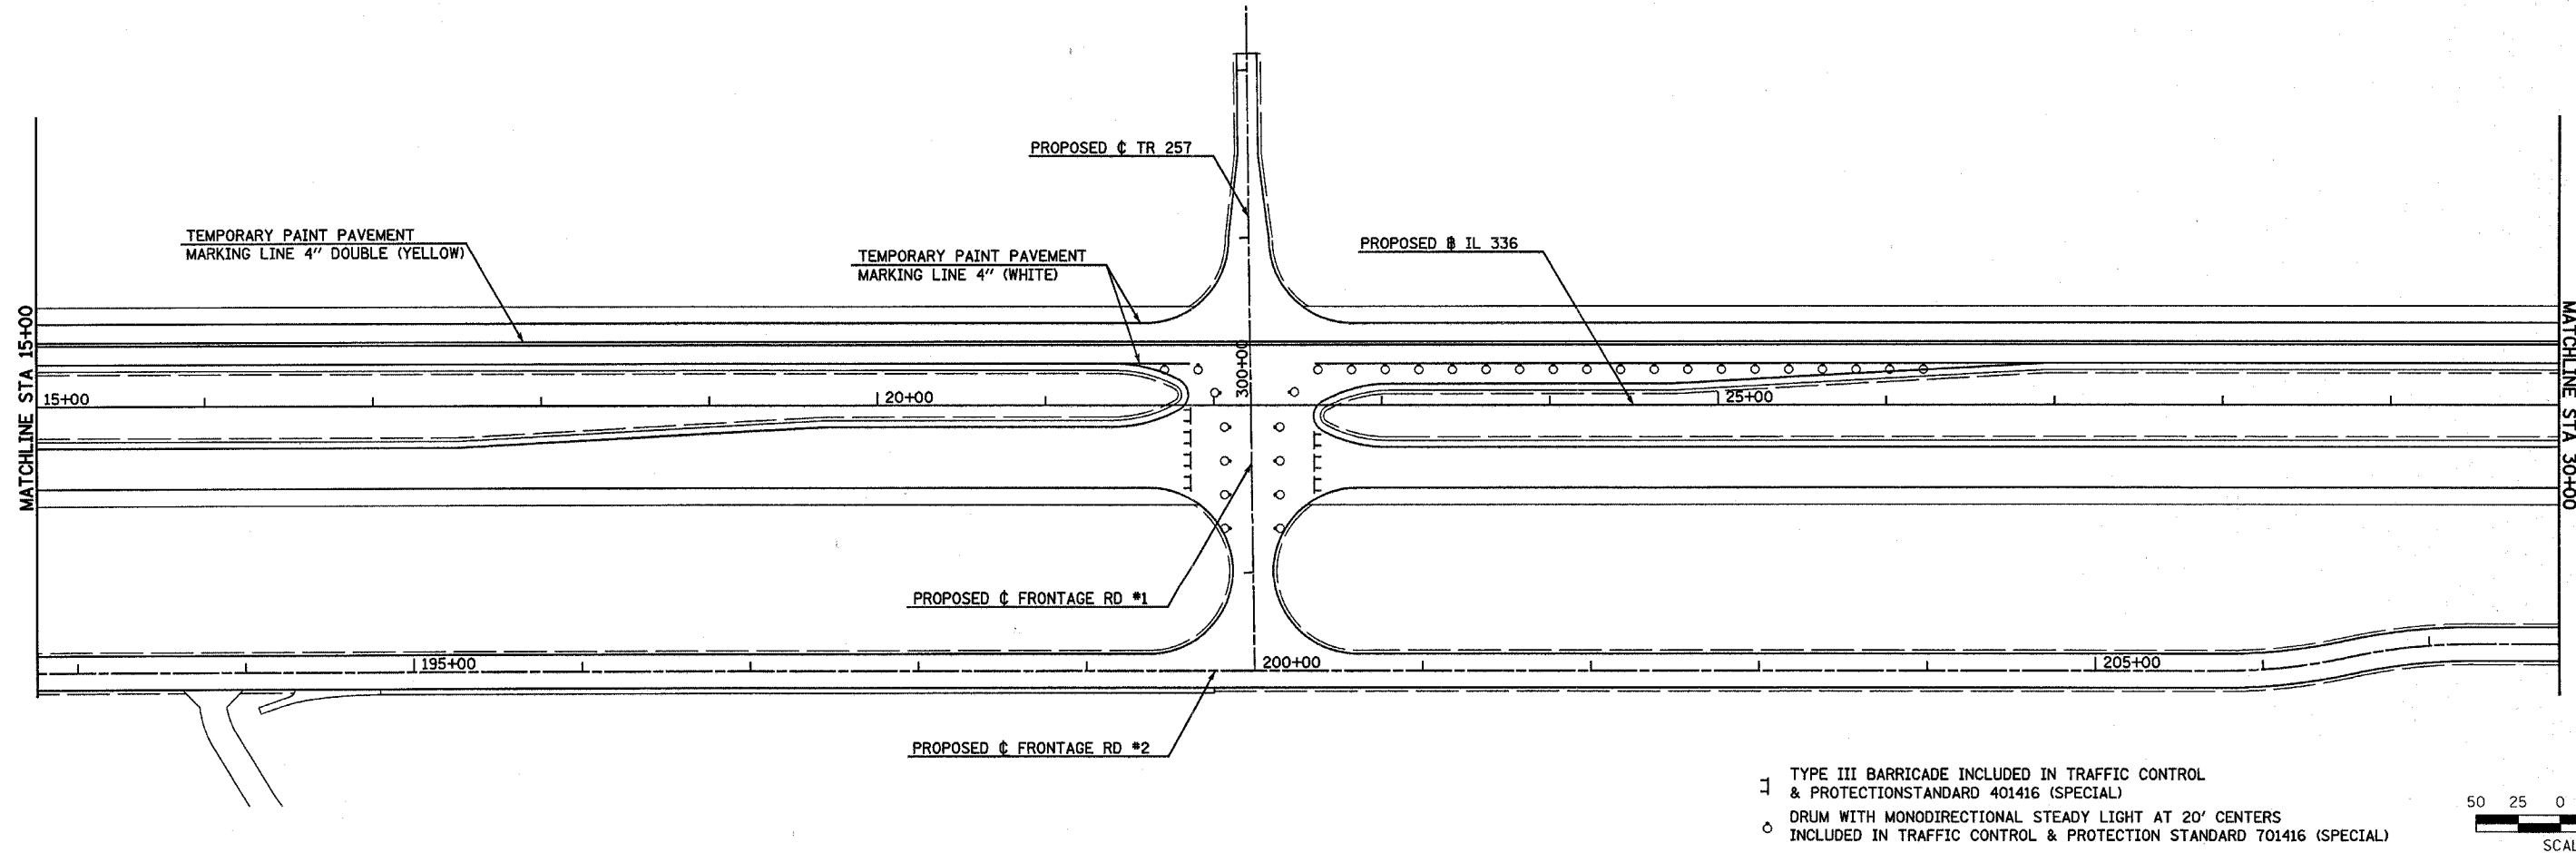 PROPOSED ℄ TR 257
TEMPORARY PAINT PAVEMENT
MARKING LINE 4" DOUBLE (YELLOW)
TEMPORARY PAINT PAVEMENT
MARKING LINE 4" (WHITE)
PROPOSED B IL 336
MATCHLINE STA 15+00
MATCHLINE STA 30+00
300+00
15+00
20+00
25+00
PROPOSED ℄ FRONTAGE RD #1
195+00
200+00
205+00
PROPOSED ℄ FRONTAGE RD #2
TYPE III BARRICADE INCLUDED IN TRAFFIC CONTROL
& PROTECTIONSTANDARD 401416 (SPECIAL)
DRUM WITH MONODIRECTIONAL STEADY LIGHT AT 20' CENTERS
INCLUDED IN TRAFFIC CONTROL & PROTECTION STANDARD 701416 (SPECIAL)
50 25 0